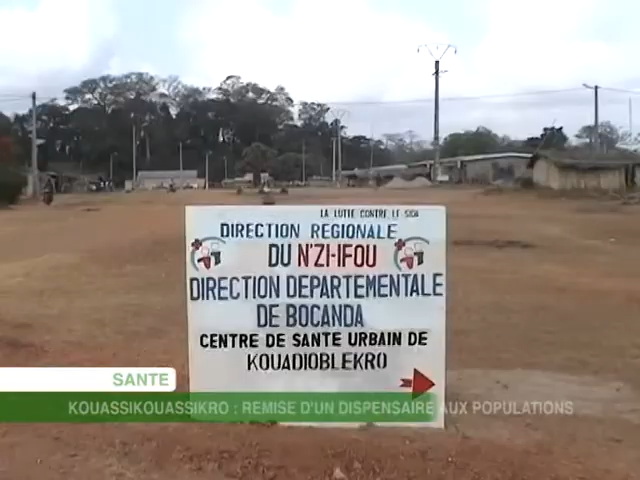 LA LUTTE CONTRE LE SIDA
DIRECTION REGIONALE
DU N'ZI-IFOU
DIRECTION DEPARTEMENTALE
DE BOCANDA
CENTRE DE SANTE URBAIN DE
KOUADIOBLEKRO
SANTE
KOUASSIKOUASSIKRO : REMISE D'UN DISPENSAIRE AUX POPULATIONS